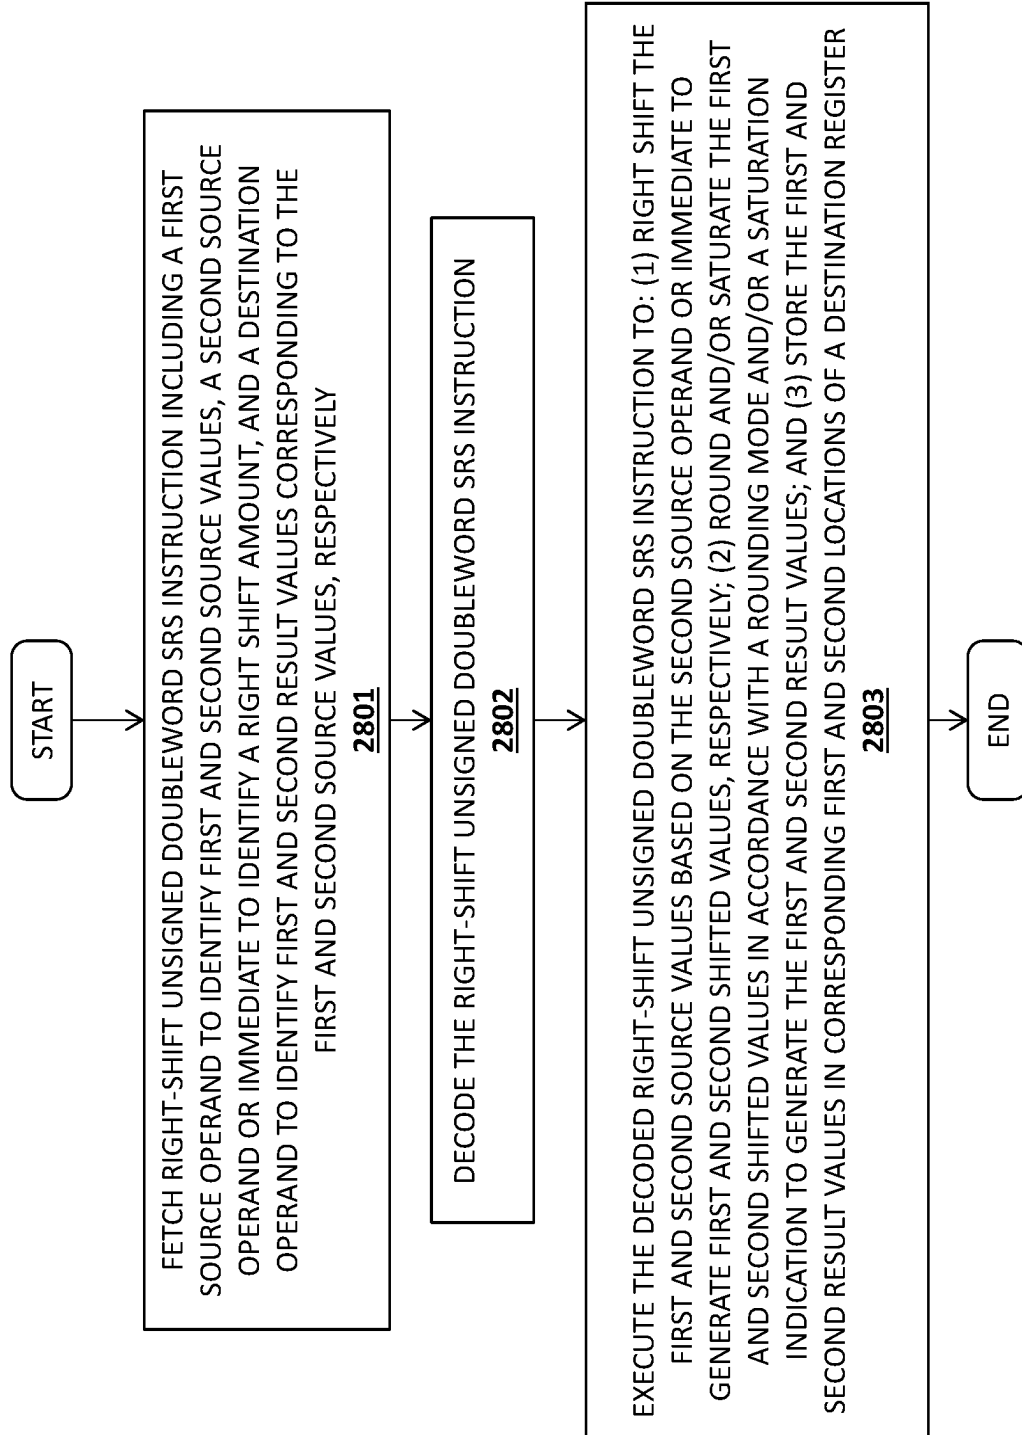 START
FETCH RIGHT-SHIFT UNSIGNED DOUBLEWORD SRS INSTRUCTION INCLUDING A FIRST
SOURCE OPERAND TO IDENTIFY FIRST AND SECOND SOURCE VALUES, A SECOND SOURCE
OPERAND OR IMMEDIATE TO IDENTIFY A RIGHT SHIFT AMOUNT, AND A DESTINATION
OPERAND TO IDENTIFY FIRST AND SECOND RESULT VALUES CORRESPONDING TO THE
FIRST AND SECOND SOURCE VALUES, RESPECTIVELY
2801
DECODE THE RIGHT-SHIFT UNSIGNED DOUBLEWORD SRS INSTRUCTION
2802
EXECUTE THE DECODED RIGHT-SHIFT UNSIGNED DOUBLEWORD SRS INSTRUCTION TO: (1) RIGHT SHIFT THE
FIRST AND SECOND SOURCE VALUES BASED ON THE SECOND SOURCE OPERAND OR IMMEDIATE TO
GENERATE FIRST AND SECOND SHIFTED VALUES, RESPECTIVELY; (2) ROUND AND/OR SATURATE THE FIRST
AND SECOND SHIFTED VALUES IN ACCORDANCE WITH A ROUNDING MODE AND/OR A SATURATION
INDICATION TO GENERATE THE FIRST AND SECOND RESULT VALUES; AND (3) STORE THE FIRST AND
SECOND RESULT VALUES IN CORRESPONDING FIRST AND SECOND LOCATIONS OF A DESTINATION REGISTER
2803
END